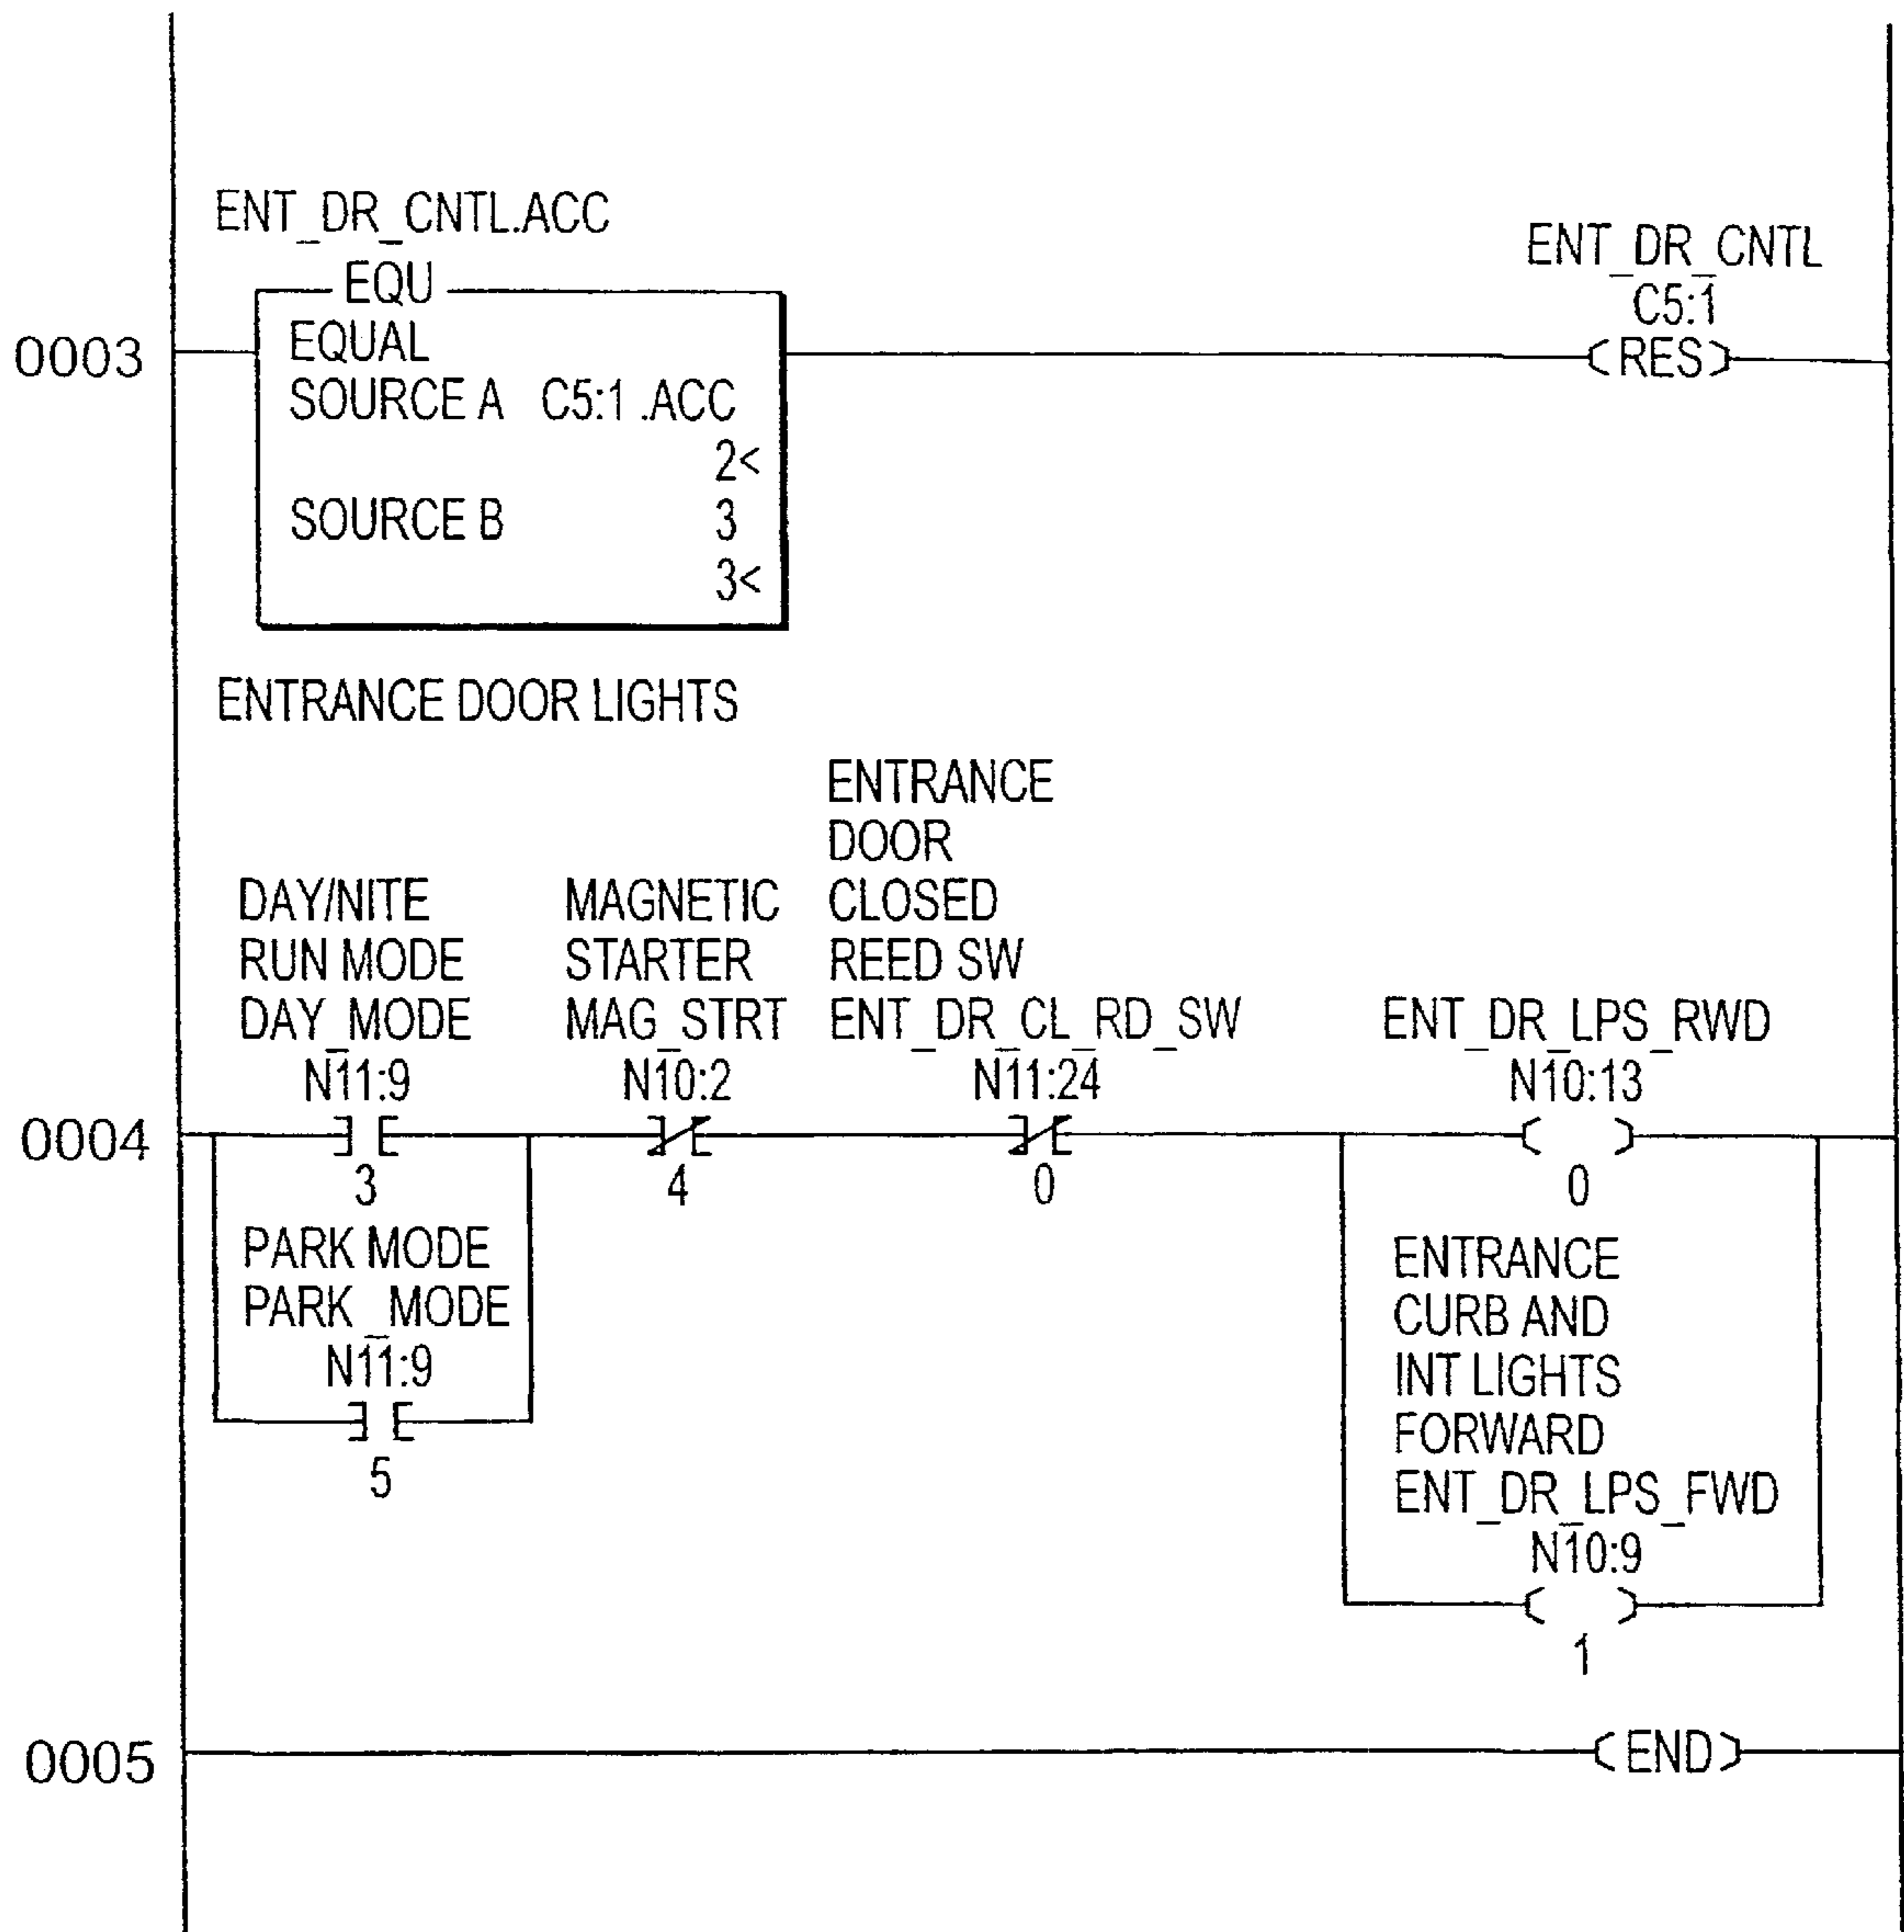 ENT_DR_CNTL.ACC
EQU
0003
EQUAL
SOURCE A C5:1 .ACC
2<
SOURCE B 3
3<
ENT_DR_CNTL
C5:1
(RES)
ENTRANCE DOOR LIGHTS
0004
DAY/NITE
RUN MODE
DAY_MODE
N11:9
3
PARK MODE
PARK_MODE
N11:9
5
MAGNETIC
STARTER
MAG_STRT
N10:2
4
ENTRANCE
DOOR
CLOSED
REED SW
ENT_DR_CL_RD_SW
N11:24
0
ENT_DR_LPS_RWD
N10:13
0
ENTRANCE
CURB AND
INT LIGHTS
FORWARD
ENT_DR_LPS_FWD
N10:9
1
0005
(END)